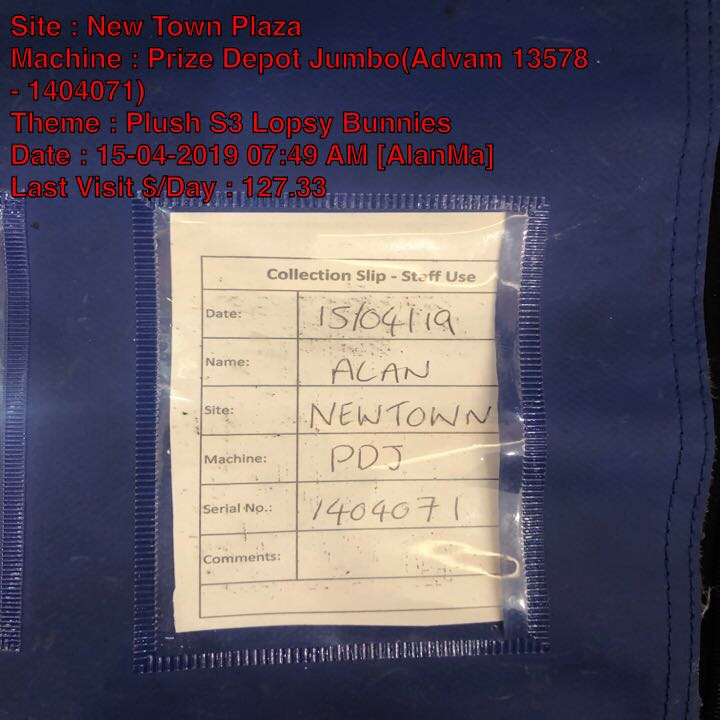 Site : New Town Plaza
Machine : Prize Depot Jumbo(Advam 13578
- 1404071)
Theme : Plush S3 Lopsy Bunnies
Date : 15-04-2019 07:49 AM [AlanMa]
Last Visit $/Day : 127.33
Collection Slip - Staff Use
Date: 15/04/19
Name: ALAN
Site: NEWTOWN
Machine: PDJ
Serial No.: 1404071
Comments: